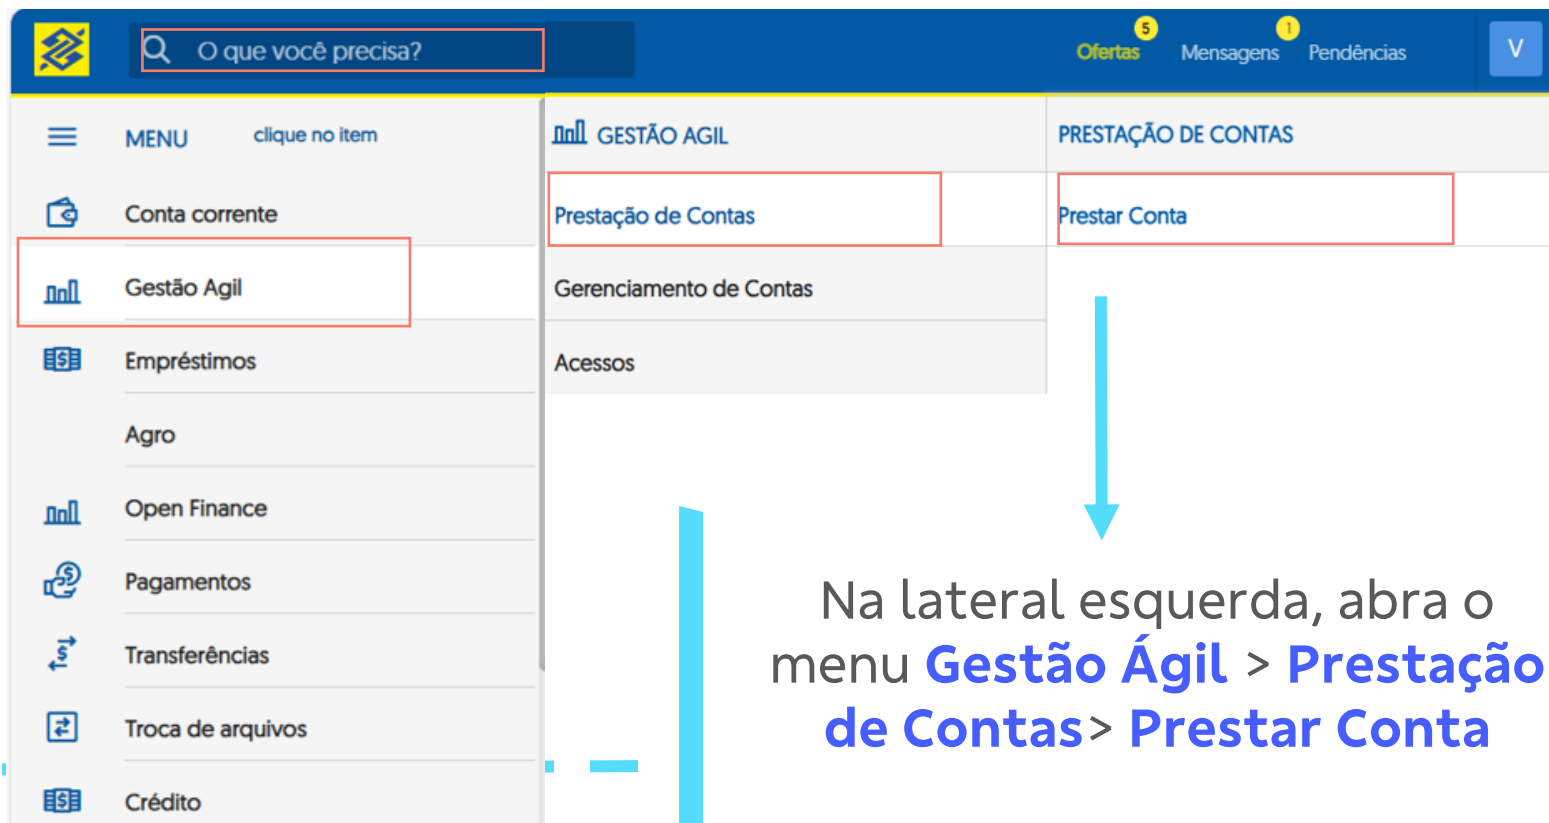 O que você precisa?
5
Ofertas
1
Mensagens
Pendências
V
MENU
clique no item
GESTÃO AGIL
PRESTAÇÃO DE CONTAS
Conta corrente
Prestação de Contas
Prestar Conta
Gestão Agil
Gerenciamento de Contas
Empréstimos
Acessos
Agro
Open Finance
Pagamentos
Transferências
Troca de arquivos
Crédito
Na lateral esquerda, abra o
menu Gestão Ágil > Prestação
de Contas> Prestar Conta